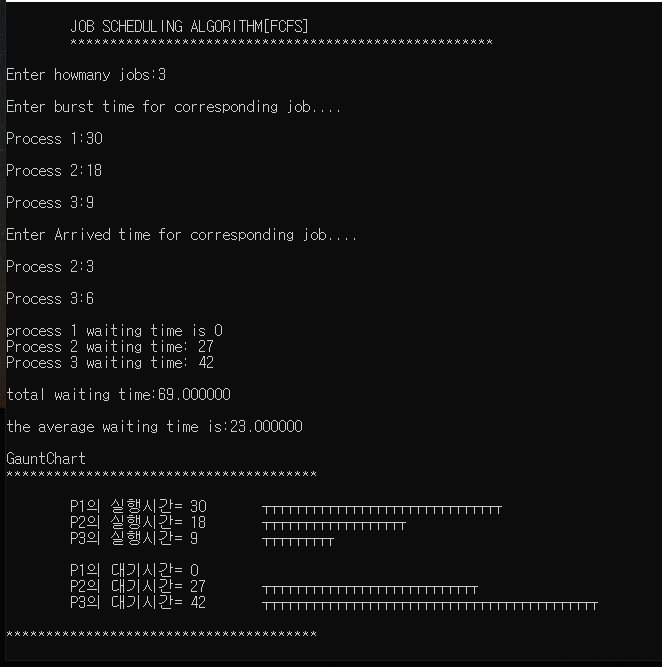 JOB SCHEDULING ALGORITHM[FCFS]
*****************************************************
Enter howmany jobs:3
Enter burst time for corresponding job....
Process 1:30
Process 2:18
Process 3:9
Enter Arrived time for corresponding job....
Process 2:3
Process 3:6
process 1 waiting time is 0
Process 2 waiting time: 27
Process 3 waiting time: 42
total waiting time:69.000000
the average waiting time is:23.000000
GauntChart
***************************************
P1의 실행시간= 30 ┬┬┬┬┬┬┬┬┬┬┬┬┬┬┬┬┬┬┬┬┬┬┬┬┬┬┬┬┬┬
P2의 실행시간= 18 ┬┬┬┬┬┬┬┬┬┬┬┬┬┬┬┬┬┬
P3의 실행시간= 9 ┬┬┬┬┬┬┬┬┬
P1의 대기시간= 0
P2의 대기시간= 27 ┬┬┬┬┬┬┬┬┬┬┬┬┬┬┬┬┬┬┬┬┬┬┬┬┬┬┬
P3의 대기시간= 42 ┬┬┬┬┬┬┬┬┬┬┬┬┬┬┬┬┬┬┬┬┬┬┬┬┬┬┬┬┬┬┬┬┬┬┬┬┬┬┬┬┬┬
***************************************